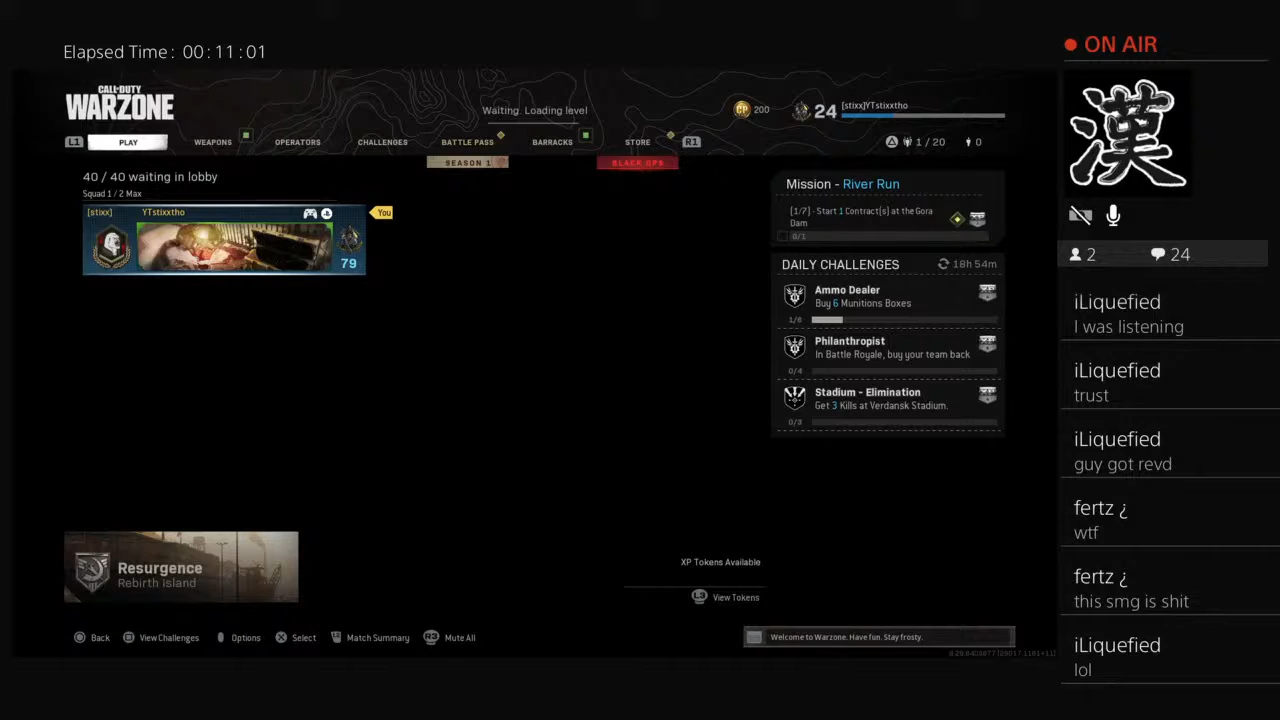 Elapsed Time: 00:11:01
ON AIR
漢
CALL OF DUTY
WARZONE
Waiting. Loading level
CP 200
24
[stixx]YTstixxtho
L1
PLAY
WEAPONS
OPERATORS
CHALLENGES
BATTLE PASS
BARRACKS
STORE
R1
1 / 20
0
SEASON 1
BLACK OPS
40 / 40 waiting in lobby
Squad 1 / 2 Max
[stixx] YTstixxtho
You
79
Mission - River Run
[1/7] - Start 1 Contract(s) at the Gora
Dam
0/1
DAILY CHALLENGES
18h 54m
Ammo Dealer
Buy 6 Munitions Boxes
1/6
Philanthropist
In Battle Royale, buy your team back
0/4
Stadium - Elimination
Get 3 Kills at Verdansk Stadium.
0/3
2
24
iLiquefied
I was listening
iLiquefied
trust
iLiquefied
guy got revd
fertz ¿
wtf
fertz ¿
this smg is shit
iLiquefied
lol
Resurgence
Rebirth island
XP Tokens Available
L3 View Tokens
Back
View Challenges
Options
Select
Match Summary
R3 Mute All
Welcome to Warzone. Have fun. Stay frosty.